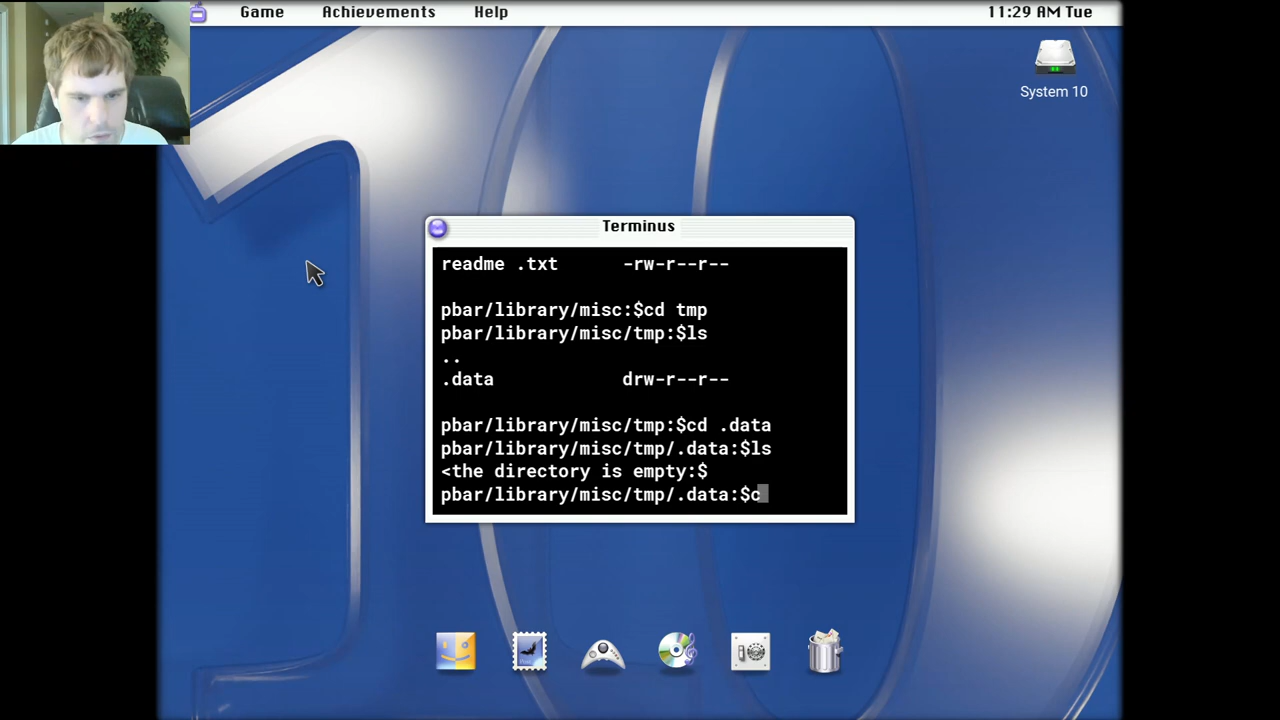 Game Achievements Help 11:29 AM Tue
System 10
Terminus
readme .txt -rw-r--r--
pbar/library/misc:$cd tmp
pbar/library/misc/tmp:$ls
..
.data drw-r--r--
pbar/library/misc/tmp:$cd .data
pbar/library/misc/tmp/.data:$ls
<the directory is empty:$
pbar/library/misc/tmp/.data:$c